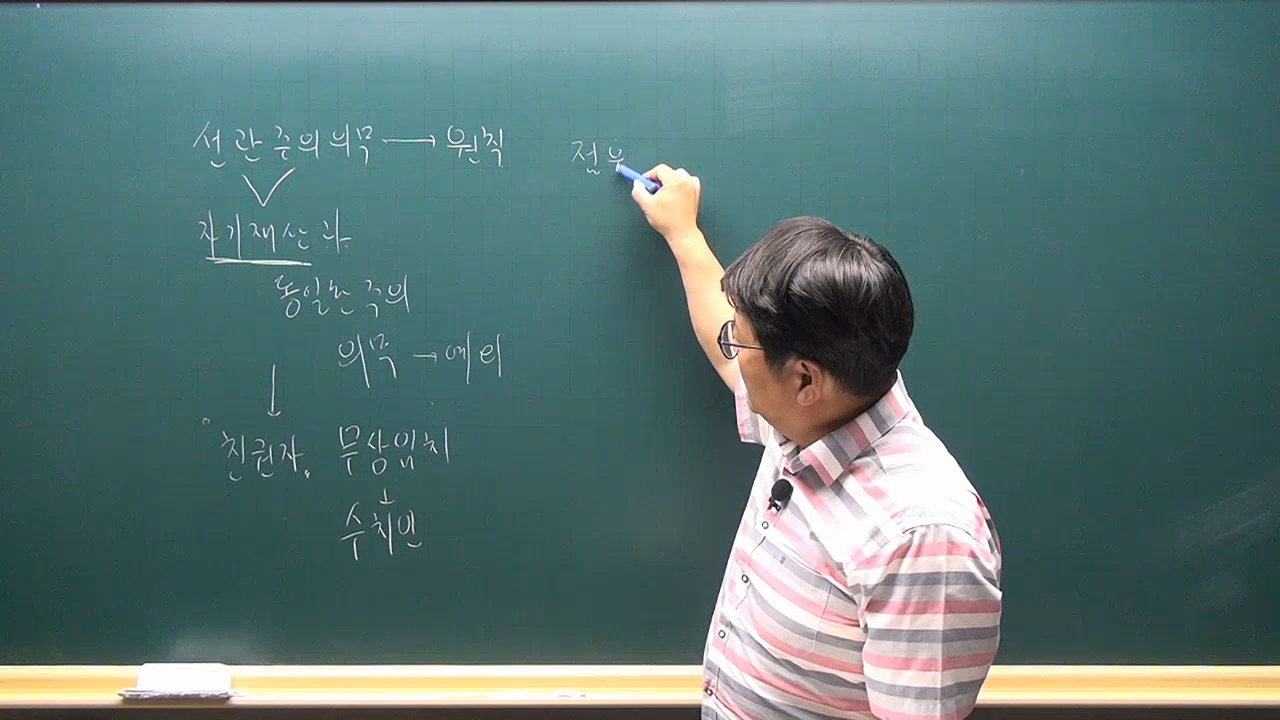 선관주의의무 → 원칙
자기재산과
동일한 주의
의무 → 예외
↓
"친권자" 무상임치
↓
수치인
전부